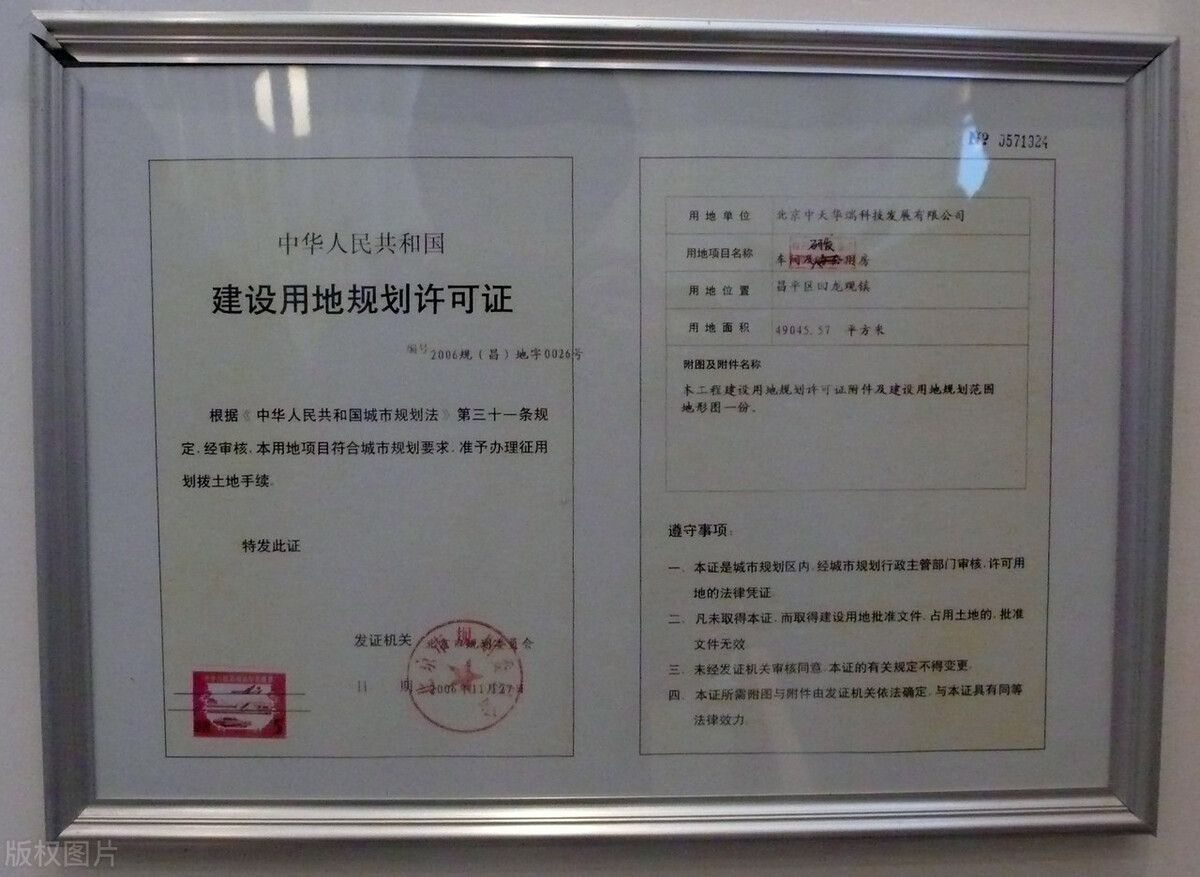 № 0571324
中华人民共和国
建设用地规划许可证
编号 2006规(昌)地字0026号
根据《中华人民共和国城市规划法》第三十一条规
定,经审核,本用地项目符合城市规划要求,准予办理征用
划拨土地手续。
特发此证
发证机关 北京市规划委员会
日 期 2006年11月27日
用地单位 北京中天华瑞科技发展有限公司
用地项目名称 车间及 研发 用房
用地位置 昌平区回龙观镇
用地面积 49045.57 平方米
附图及附件名称
本工程建设用地规划许可证附件及建设用地规划范围
地形图一份。
遵守事项:
一、本证是城市规划区内,经城市规划行政主管部门审核,许可用
地的法律凭证。
二、凡未取得本证,而取得建设用地批准文件、占用土地的,批准
文件无效。
三、未经发证机关审核同意,本证的有关规定不得变更。
四、本证所需附图与附件由发证机关依法确定,与本证具有同等
法律效力。
版权图片